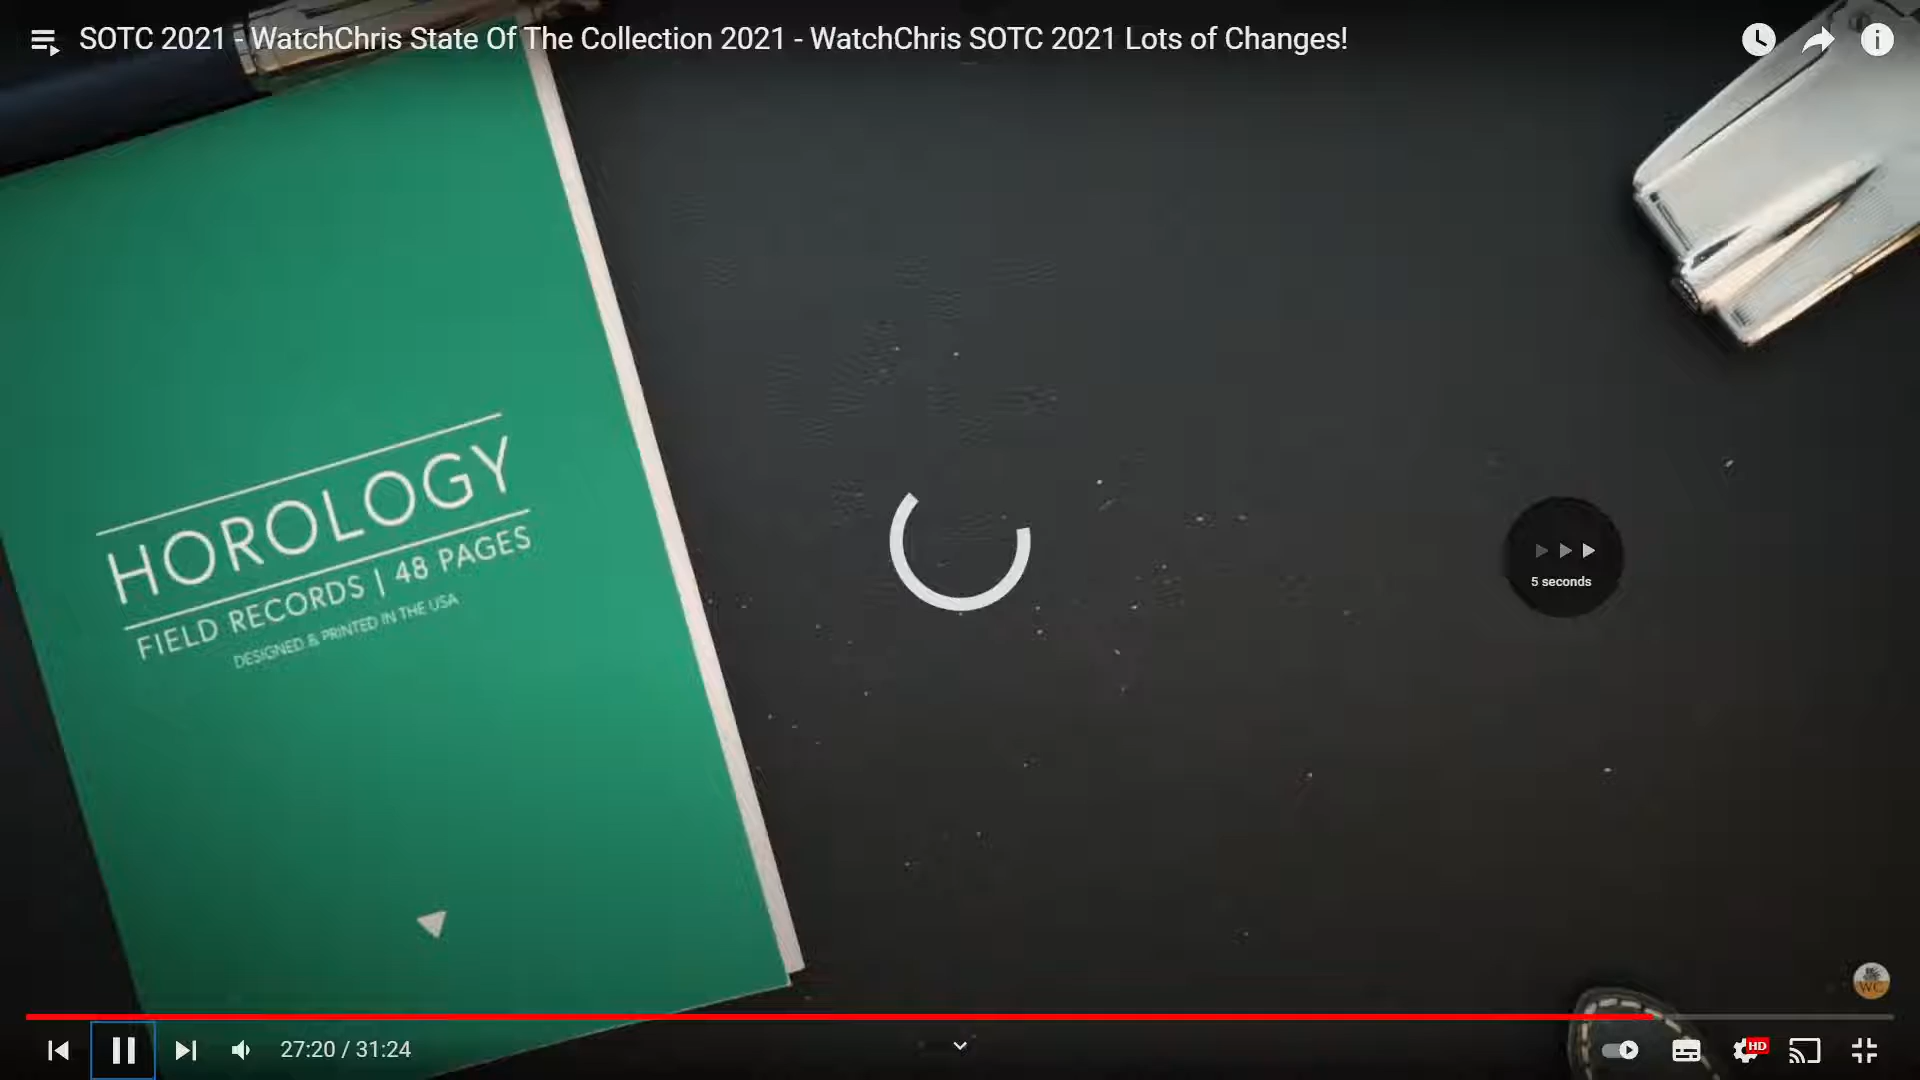 SOTC 2021 - WatchChris State Of The Collection 2021 - WatchChris SOTC 2021 Lots of Changes!
HOROLOGY
FIELD RECORDS | 48 PAGES
DESIGNED & PRINTED IN THE USA
5 seconds
WC
27:20 / 31:24
HD